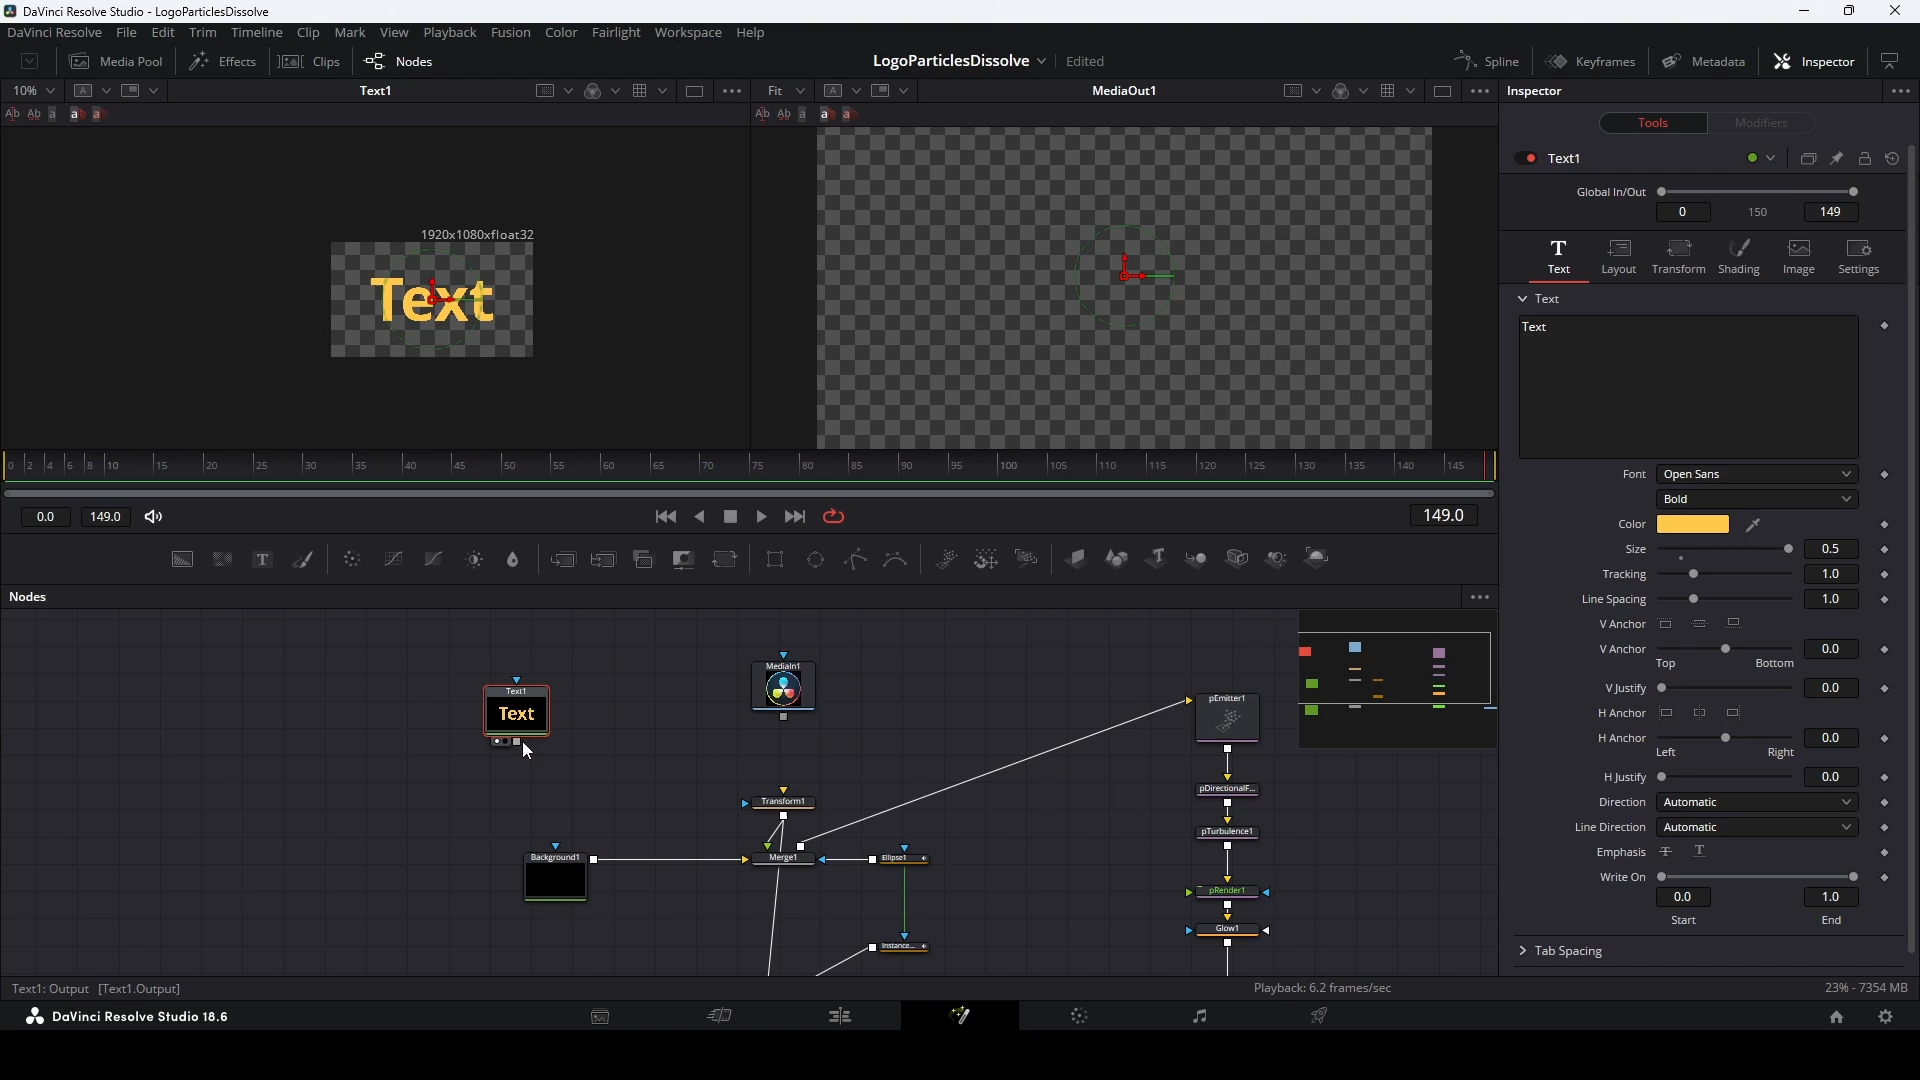 DaVinci Resolve Studio - LogoParticlesDissolve
DaVinci Resolve File Edit Trim Timeline Clip Mark View Playback Fusion Color Fairlight Workspace Help
Media Pool Effects Clips Nodes LogoParticlesDissolve Edited Spline Keyframes Metadata Inspector
10% A Text1 Fit A MediaOut1 Inspector
Tools Modifiers
Text1
1920x1080xfloat32
Text
Global In/Out
0 150 149
Text Layout Transform Shading Image Settings
Text
Text
0 2 4 6 8 10 15 20 25 30 35 40 45 50 55 60 65 70 75 80 85 90 95 100 105 110 115 120 125 130 135 140 145
0.0 149.0 149.0
Font Open Sans
Bold
Color
Size 0.5
Tracking 1.0
Line Spacing 1.0
V Anchor
V Anchor 0.0
Top Bottom
V Justify 0.0
H Anchor
H Anchor 0.0
Left Right
H Justify 0.0
Direction Automatic
Line Direction Automatic
Emphasis
Write On
0.0 1.0
Start End
Tab Spacing
Nodes
MediaIn1
Text1
Text
pEmitter1
pDirectionalF...
Transform1
pTurbulence1
Background1
Merge1
Ellipse1
pRender1
Glow1
Instance...
Text1: Output [Text1.Output] Playback: 6.2 frames/sec 23% - 7354 MB
DaVinci Resolve Studio 18.6